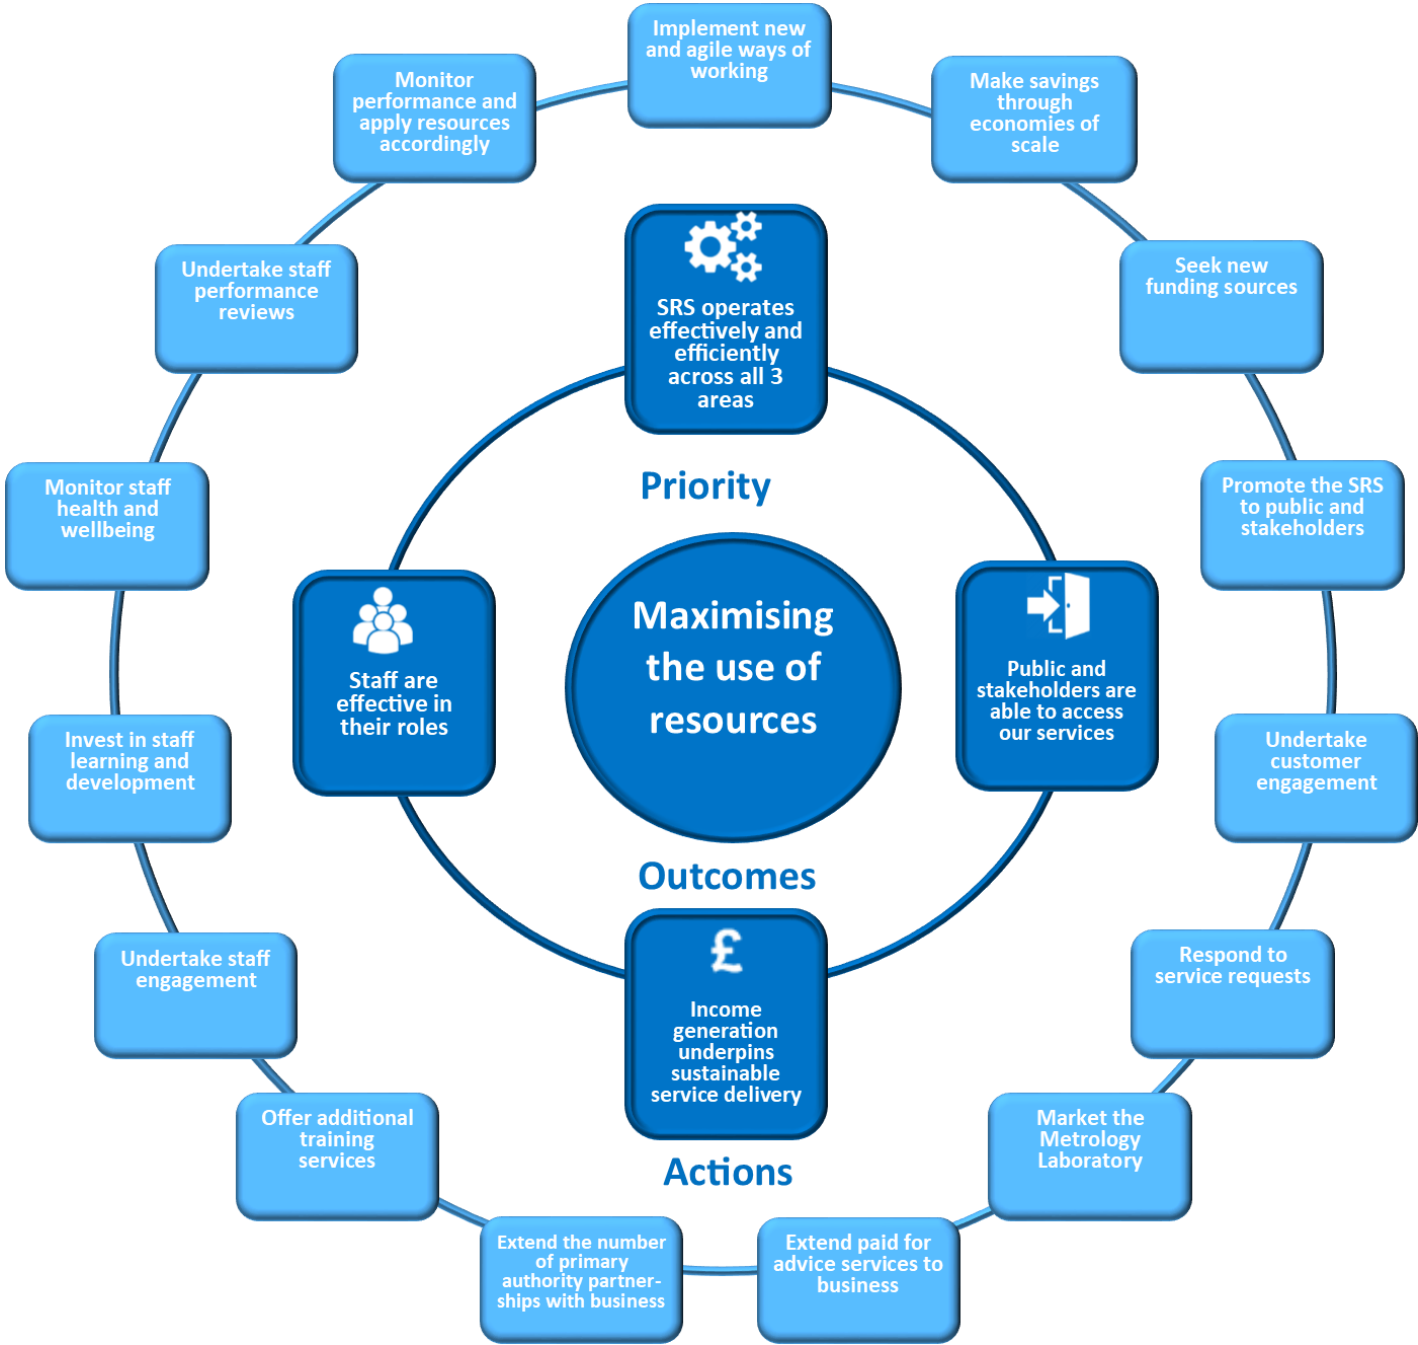 Implement new
and agile ways of
working
Make savings
through
economies of
scale
Seek new
funding sources
Promote the SRS
to public and
stakeholders
Undertake
customer
engagement
Respond to
service requests
Market the
Metrology
Laboratory
Extend paid for
advice services to
business
Extend the number
of primary
authority partner-
ships with business
Offer additional
training
services
Undertake staff
engagement
Invest in staff
learning and
development
Monitor staff
health and
wellbeing
Undertake staff
performance
reviews
Monitor
performance and
apply resources
accordingly
SRS operates
effectively and
efficiently
across all 3
areas
Priority
Staff are
effective in
their roles
Maximising
the use of
resources
Public and
stakeholders are
able to access
our services
Outcomes
£
Income
generation
underpins
sustainable
service delivery
Actions